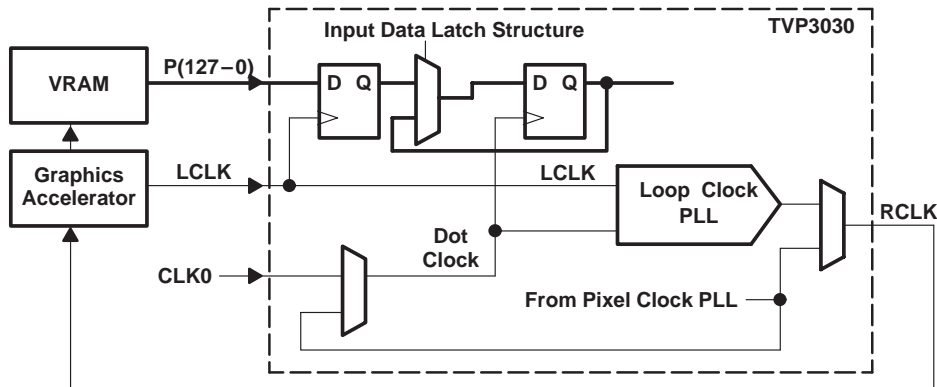 TVP3030
Input Data Latch Structure
VRAM
P(127−0)
D Q
D Q
Graphics
Accelerator
LCLK
LCLK
Loop Clock
PLL
RCLK
Dot
Clock
CLK0
From Pixel Clock PLL